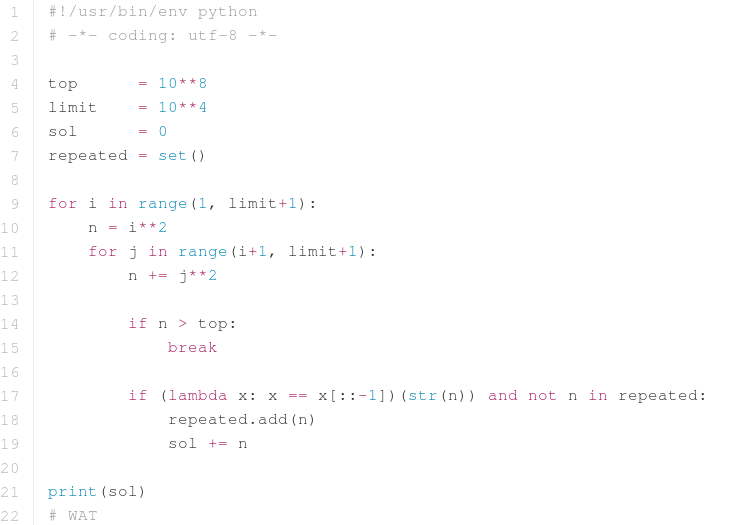 1 #!/usr/bin/env python
2 # -*- coding: utf-8 -*-
3
4 top      = 10**8
5 limit    = 10**4
6 sol      = 0
7 repeated = set()
8
9 for i in range(1, limit+1):
10     n = i**2
11     for j in range(i+1, limit+1):
12         n += j**2
13
14         if n > top:
15             break
16
17         if (lambda x: x == x[::-1])(str(n)) and not n in repeated:
18             repeated.add(n)
19             sol += n
20
21 print(sol)
22 # WAT